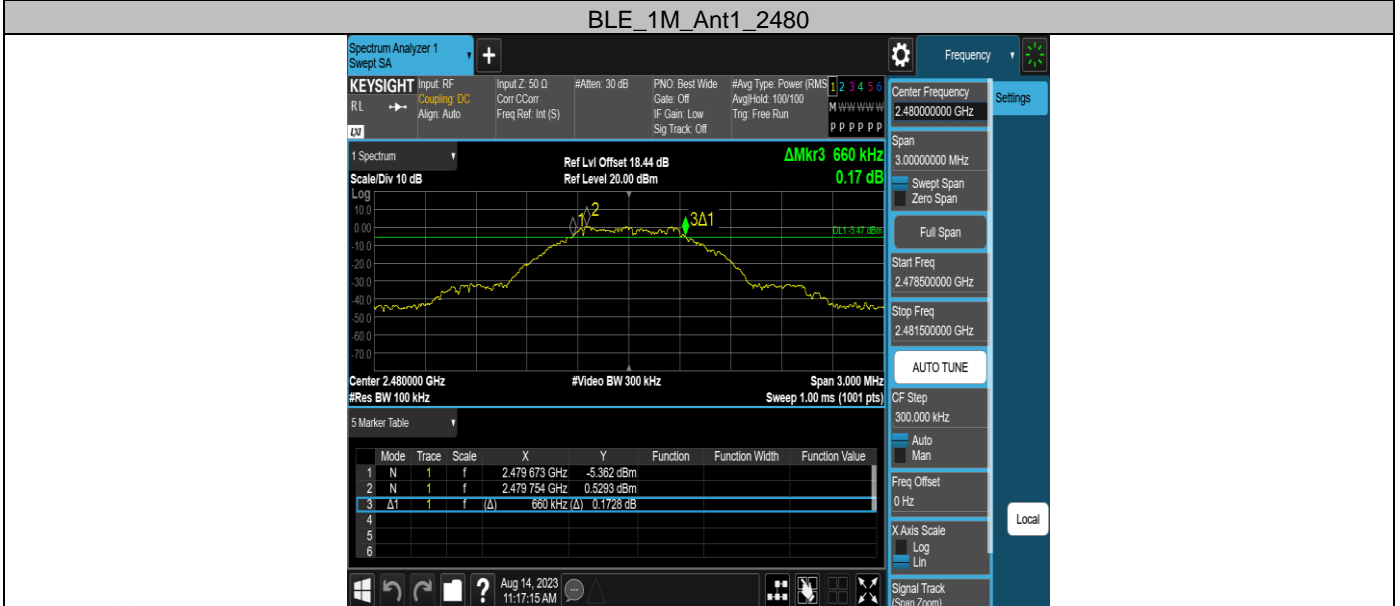 BLE_1M_Ant1_2480
Spectrum Analyzer 1
Swept SA
+
Frequency
KEYSIGHT
RL
LXI
Input: RF
Coupling: DC
Align: Auto
Input Z: 50 Ω
Corr CCorr
Freq Ref: Int (S)
#Atten: 30 dB
PNO: Best Wide
Gate: Off
IF Gain: Low
Sig Track: Off
#Avg Type: Power (RMS
Avg|Hold: 100/100
Trig: Free Run
1 2 3 4 5 6
M W W W W W
P P P P P P
Center Frequency
2.480000000 GHz
Settings
Span
3.00000000 MHz
Swept Span
Zero Span
Full Span
Start Freq
2.478500000 GHz
Stop Freq
2.481500000 GHz
AUTO TUNE
CF Step
300.000 kHz
Auto
Man
Freq Offset
0 Hz
X Axis Scale
Log
Lin
Signal Track
(Span Zoom)
Local
1 Spectrum
Scale/Div 10 dB
Ref Lvl Offset 18.44 dB
Ref Level 20.00 dBm
ΔMkr3 660 kHz
0.17 dB
Log
10.0
0.00
-10.0
-20.0
-30.0
-40.0
-50.0
-60.0
-70.0
1
2
3Δ1
DL1 -5.47 dBm
Center 2.480000 GHz
#Res BW 100 kHz
#Video BW 300 kHz
Span 3.000 MHz
Sweep 1.00 ms (1001 pts)
5 Marker Table
Mode Trace Scale X Y Function Function Width Function Value
1 N 1 f 2.479 673 GHz -5.362 dBm
2 N 1 f 2.479 754 GHz 0.5293 dBm
3 Δ1 1 f (Δ) 660 kHz (Δ) 0.1728 dB
4
5
6
?
Aug 14, 2023
11:17:15 AM